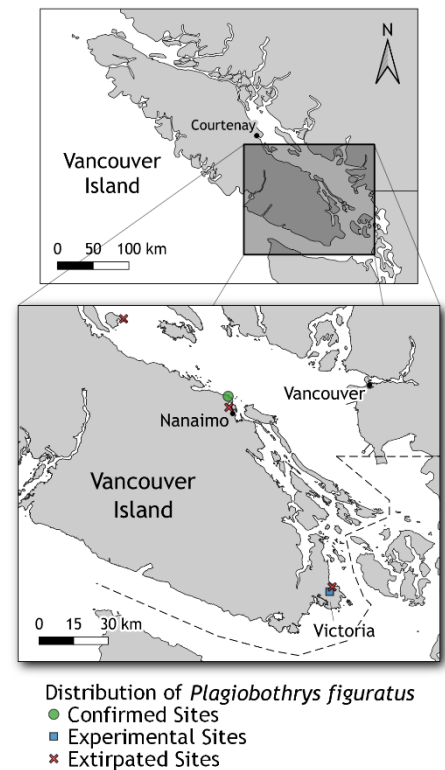 N
Courtenay
Vancouver
Island
0 50 100 km
Vancouver
Nanaimo
Vancouver
Island
0 15 30 km
Victoria
Distribution of Plagiobothrys figuratus
Confirmed Sites
Experimental Sites
Extirpated Sites